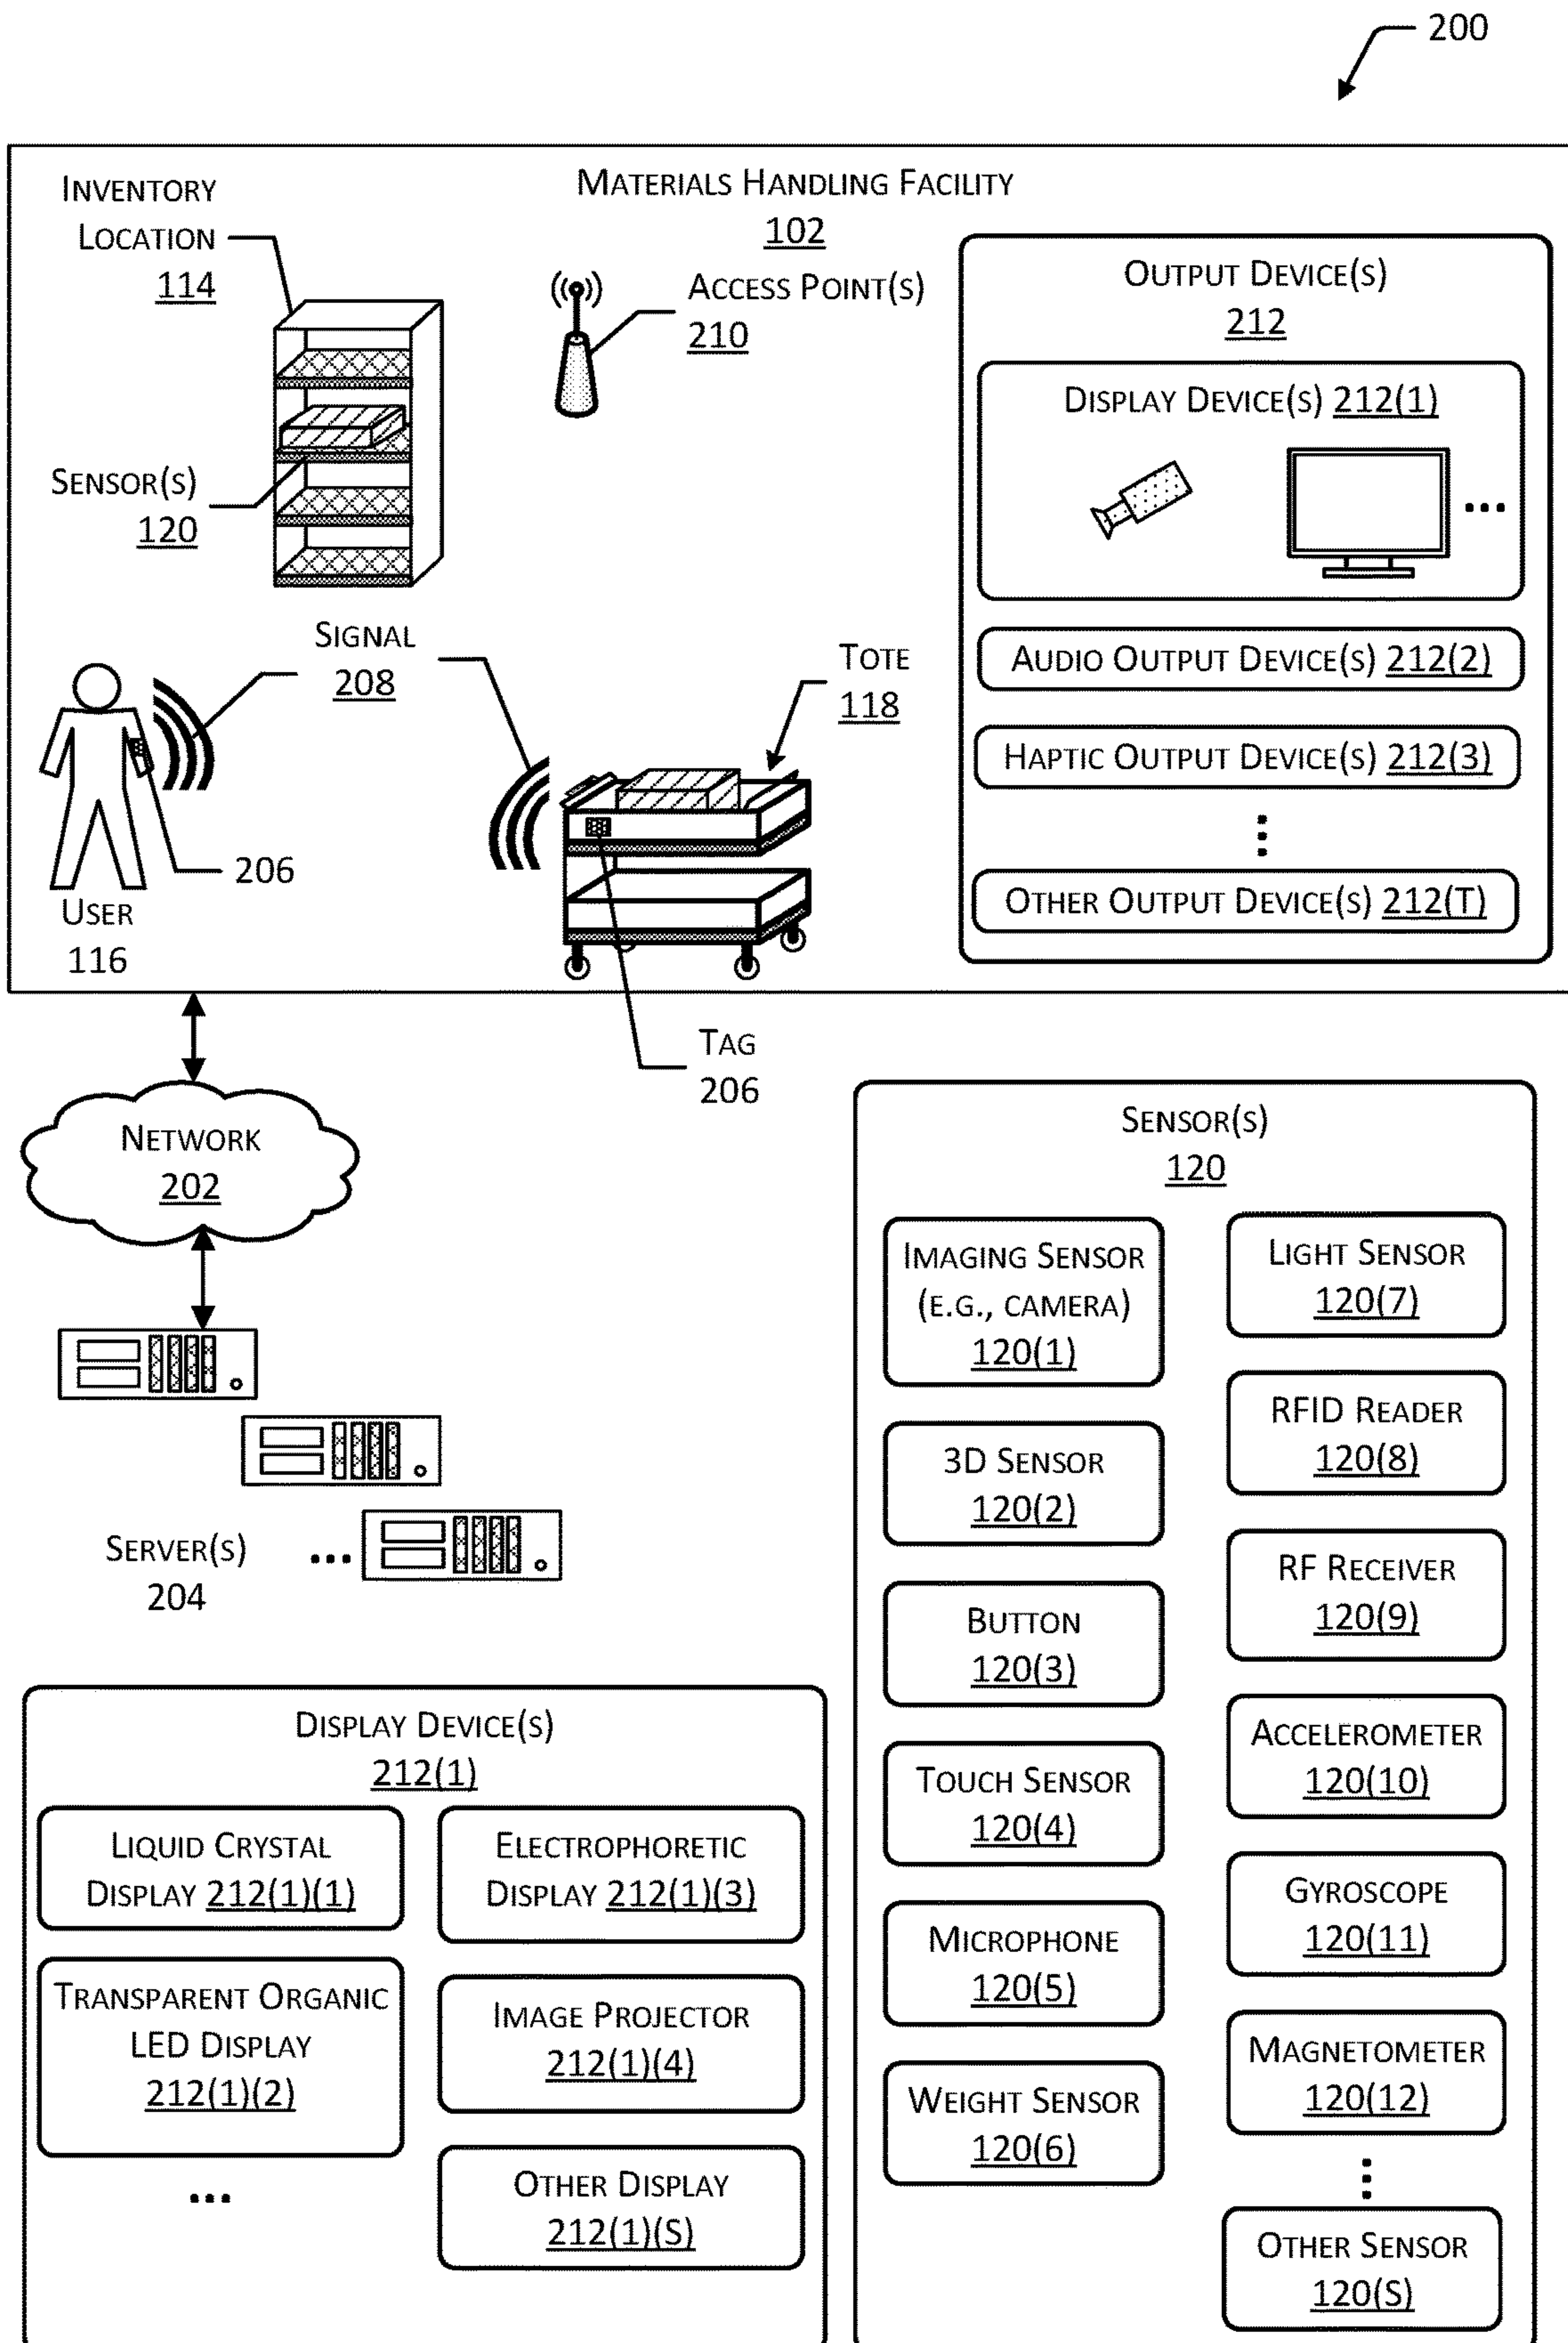 200
INVENTORY
LOCATION
114
MATERIALS HANDLING FACILITY
102
ACCESS POINT(S)
210
SENSOR(S)
120
SIGNAL
208
TOTE
118
206
USER
116
TAG
206
OUTPUT DEVICE(S)
212
DISPLAY DEVICE(S) 212(1)
...
AUDIO OUTPUT DEVICE(S) 212(2)
HAPTIC OUTPUT DEVICE(S) 212(3)
OTHER OUTPUT DEVICE(S) 212(T)
NETWORK
202
SERVER(S)
204
...
DISPLAY DEVICE(S)
212(1)
LIQUID CRYSTAL
DISPLAY 212(1)(1)
TRANSPARENT ORGANIC
LED DISPLAY
212(1)(2)
...
ELECTROPHORETIC
DISPLAY 212(1)(3)
IMAGE PROJECTOR
212(1)(4)
OTHER DISPLAY
212(1)(S)
SENSOR(S)
120
IMAGING SENSOR
(E.G., CAMERA)
120(1)
3D SENSOR
120(2)
BUTTON
120(3)
TOUCH SENSOR
120(4)
MICROPHONE
120(5)
WEIGHT SENSOR
120(6)
LIGHT SENSOR
120(7)
RFID READER
120(8)
RF RECEIVER
120(9)
ACCELEROMETER
120(10)
GYROSCOPE
120(11)
MAGNETOMETER
120(12)
OTHER SENSOR
120(S)